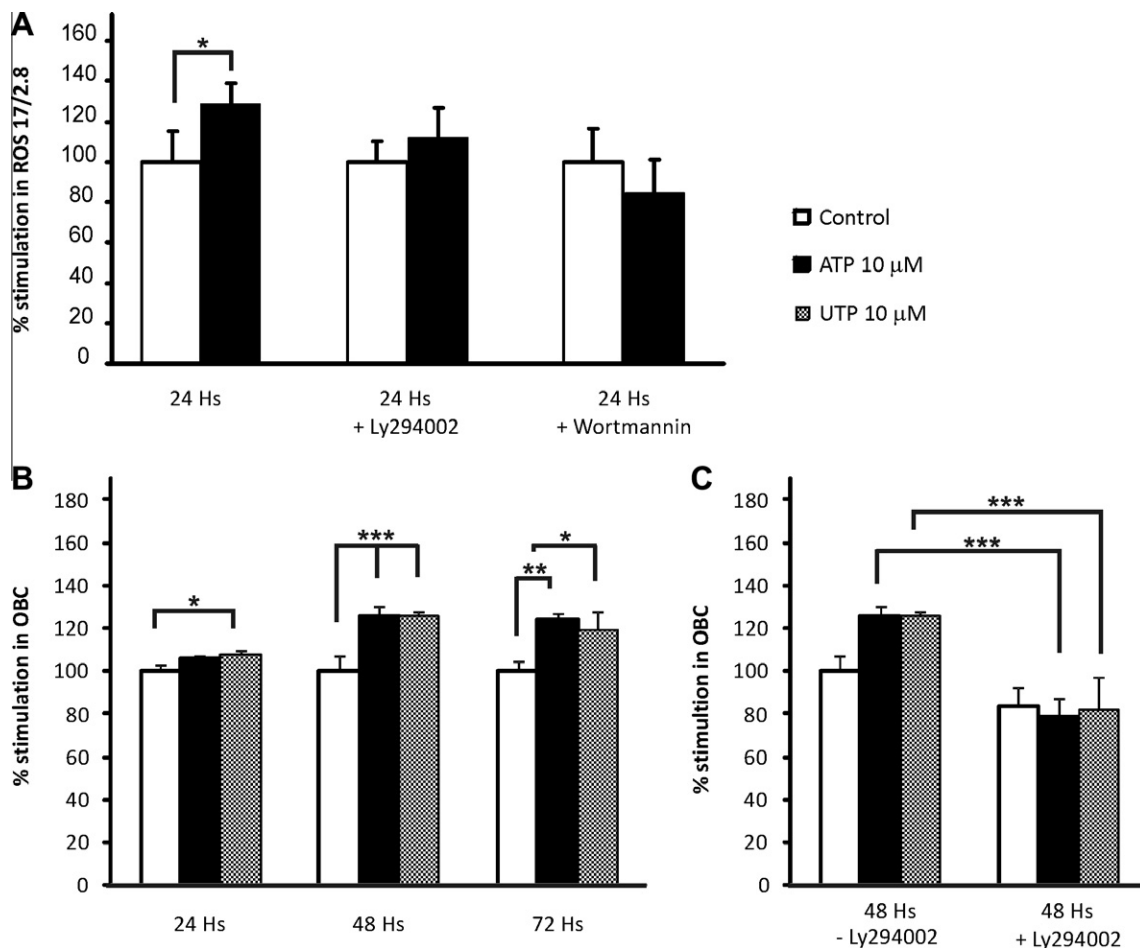 A
% stimulation in ROS 17/2.8
160
140
120
100
80
60
40
20
0
*
24 Hs
24 Hs
+ Ly294002
24 Hs
+ Wortmannin
Control
ATP 10 μM
UTP 10 μM
B
% stimulation in OBC
180
160
140
120
100
80
60
40
20
0
*
***
**
*
24 Hs
48 Hs
72 Hs
C
% stimultion in OBC
180
160
140
120
100
80
60
40
20
0
***
***
48 Hs
- Ly294002
48 Hs
+ Ly294002